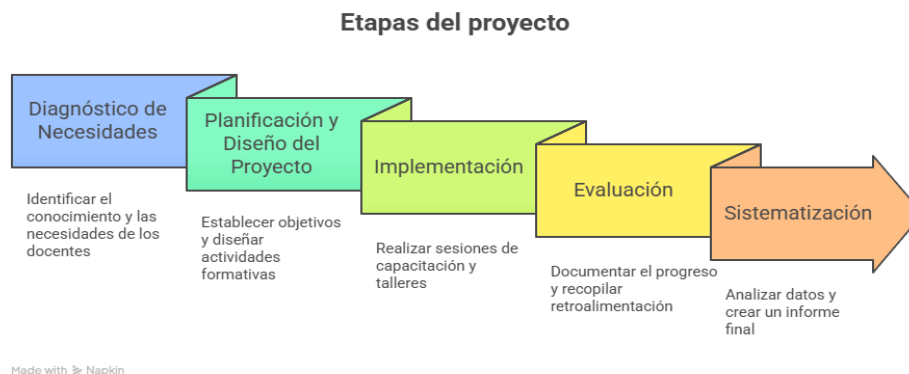 Etapas del proyecto
Diagnóstico de
Necesidades
Identificar el
conocimiento y las
necesidades de los
docentes
Planificación y
Diseño del
Proyecto
Establecer objetivos
y diseñar
actividades
formativas
Implementación
Realizar sesiones de
capacitación y
talleres
Evaluación
Documentar el progreso
y recopilar
retroalimentación
Sistematización
Analizar datos y
crear un informe
final
Made with Napkin